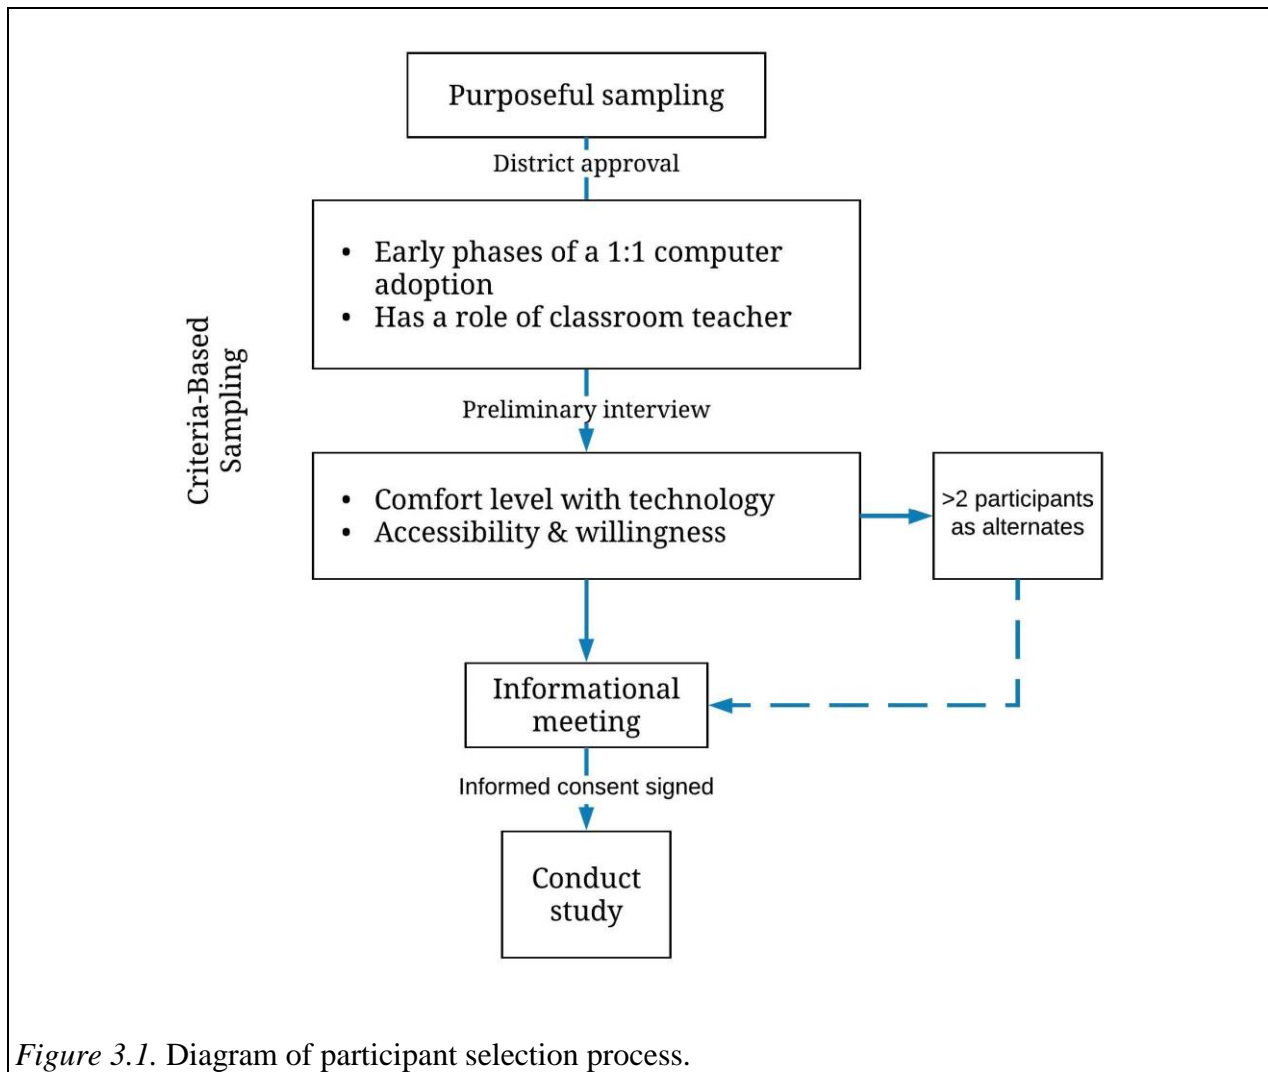 Purposeful sampling
District approval
• Early phases of a 1:1 computer
adoption
• Has a role of classroom teacher
Criteria-Based
Sampling
Preliminary interview
• Comfort level with technology
• Accessibility & willingness
>2 participants
as alternates
Informational
meeting
Informed consent signed
Conduct
study
Figure 3.1. Diagram of participant selection process.